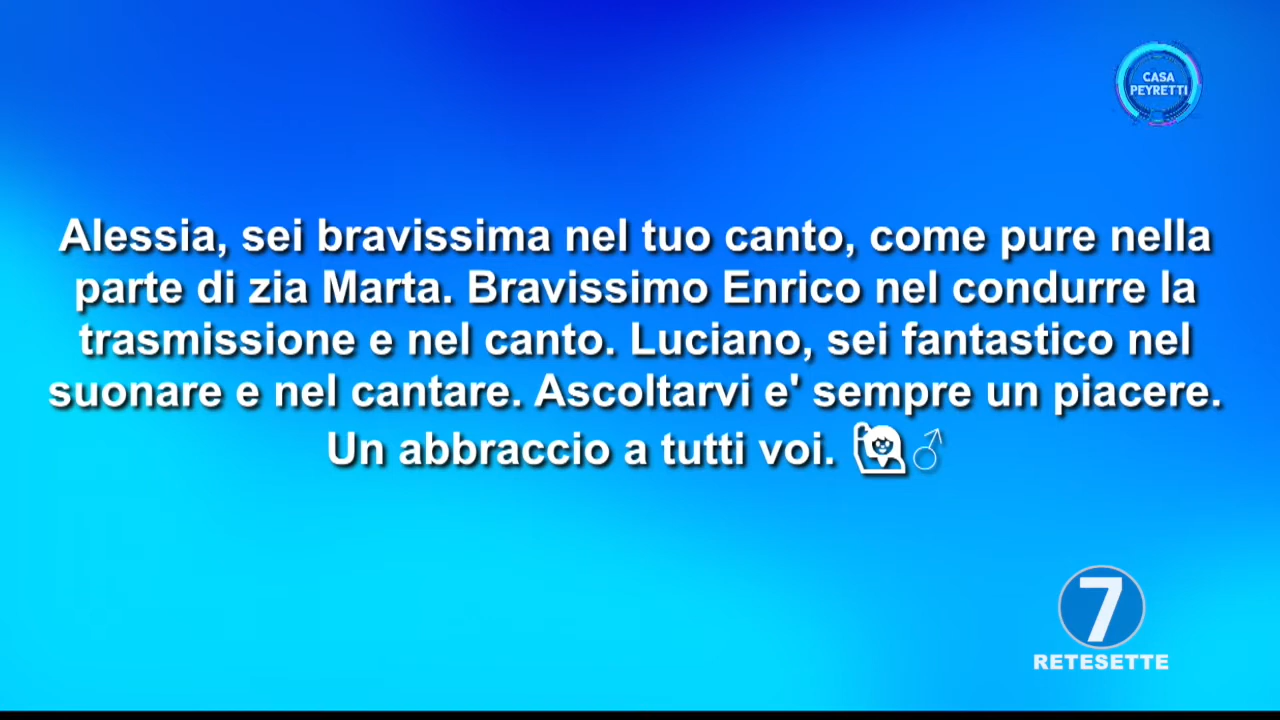 CASA
PEYRETTI
Alessia, sei bravissima nel tuo canto, come pure nella
parte di zia Marta. Bravissimo Enrico nel condurre la
trasmissione e nel canto. Luciano, sei fantastico nel
suonare e nel cantare. Ascoltarvi e' sempre un piacere.
Un abbraccio a tutti voi. 🙋♂
7
RETESETTE